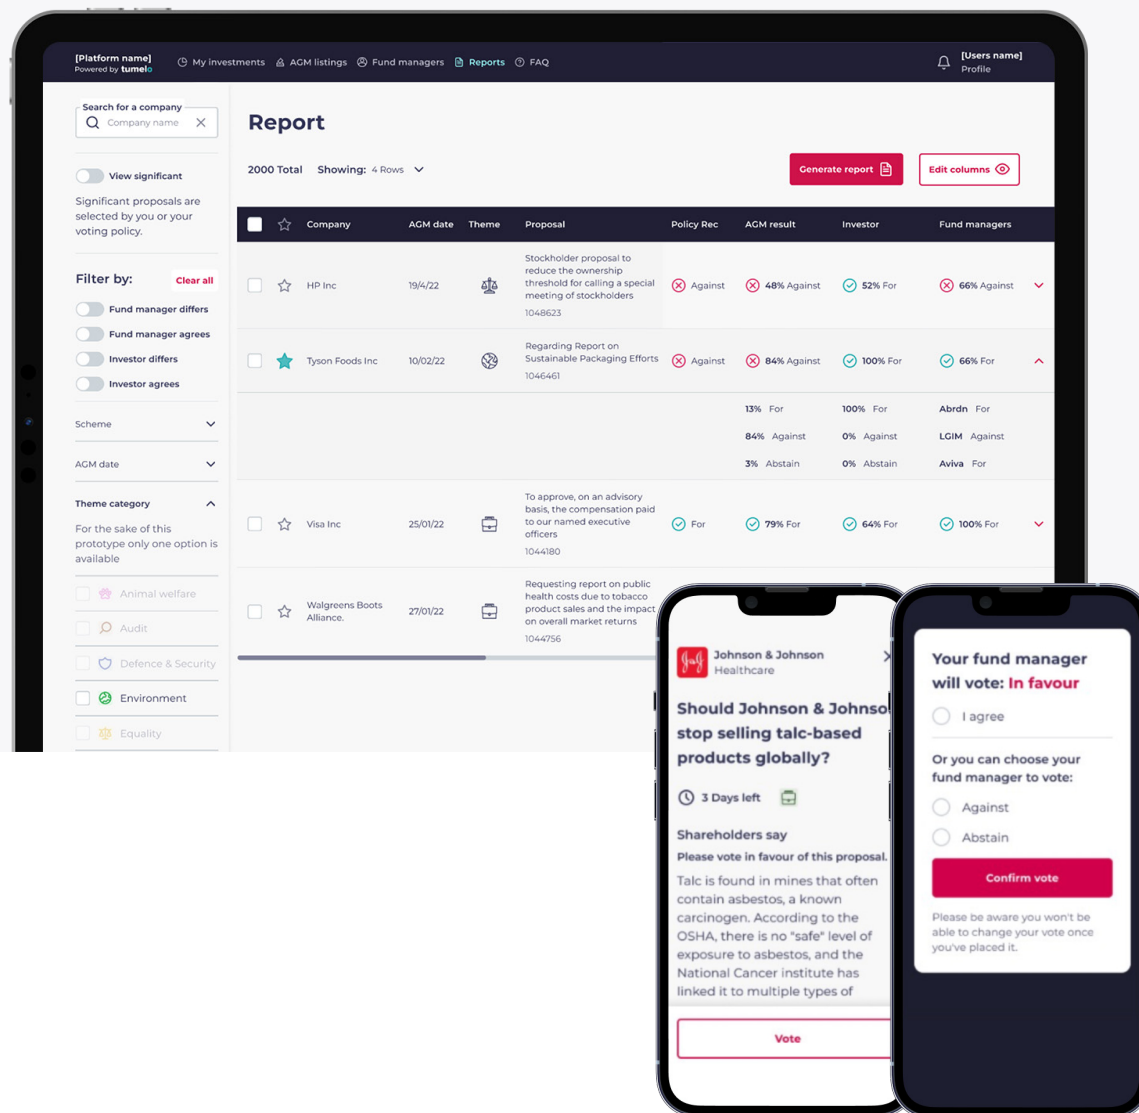 [Platform name]
Powered by tumelo
My investments
AGM listings
Fund managers
Reports
FAQ
[Users name]
Profile
Search for a company
Company name
View significant
Significant proposals are
selected by you or your
voting policy.
Filter by:
Clear all
Fund manager differs
Fund manager agrees
Investor differs
Investor agrees
Scheme
AGM date
Theme category
For the sake of this
prototype only one option is
available
Animal welfare
Audit
Defence & Security
Environment
Equality
Report
2000 Total
Showing: 4 Rows
Generate report
Edit columns
Company AGM date Theme Proposal Policy Rec AGM result Investor Fund managers
HP Inc
19/4/22
Stockholder proposal to
reduce the ownership
threshold for calling a special
meeting of stockholders
1048623
Against
48% Against
52% For
66% Against
Tyson Foods Inc
10/02/22
Regarding Report on
Sustainable Packaging Efforts
1046461
Against
84% Against
100% For
66% For
13% For 100% For Abrdn For
84% Against 0% Against LGIM Against
3% Abstain 0% Abstain Aviva For
Visa Inc
25/01/22
To approve, on an advisory
basis, the compensation paid
to our named executive
officers
1044180
For
79% For
64% For
100% For
Walgreens Boots
Alliance.
27/01/22
Requesting report on public
health costs due to tobacco
product sales and the impact
on overall market returns
1044756
J&J
Johnson & Johnson
Healthcare
Should Johnson & Johnso
stop selling talc-based
products globally?
3 Days left
Shareholders say
Please vote in favour of this proposal.
Talc is found in mines that often
contain asbestos, a known
carcinogen. According to the
OSHA, there is no "safe" level of
exposure to asbestos, and the
National Cancer institute has
linked it to multiple types of
Vote
Your fund manager
will vote: In favour
I agree
Or you can choose your
fund manager to vote:
Against
Abstain
Confirm vote
Please be aware you won't be
able to change your vote once
you've placed it.